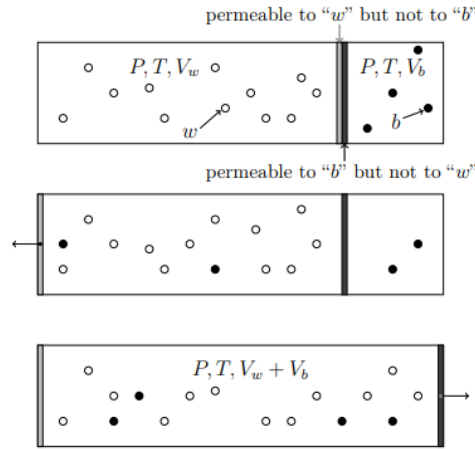 permeable to “w” but not to “b”
P, T, V_w P, T, V_b
w b
permeable to “b” but not to “w”
P, T, V_w + V_b